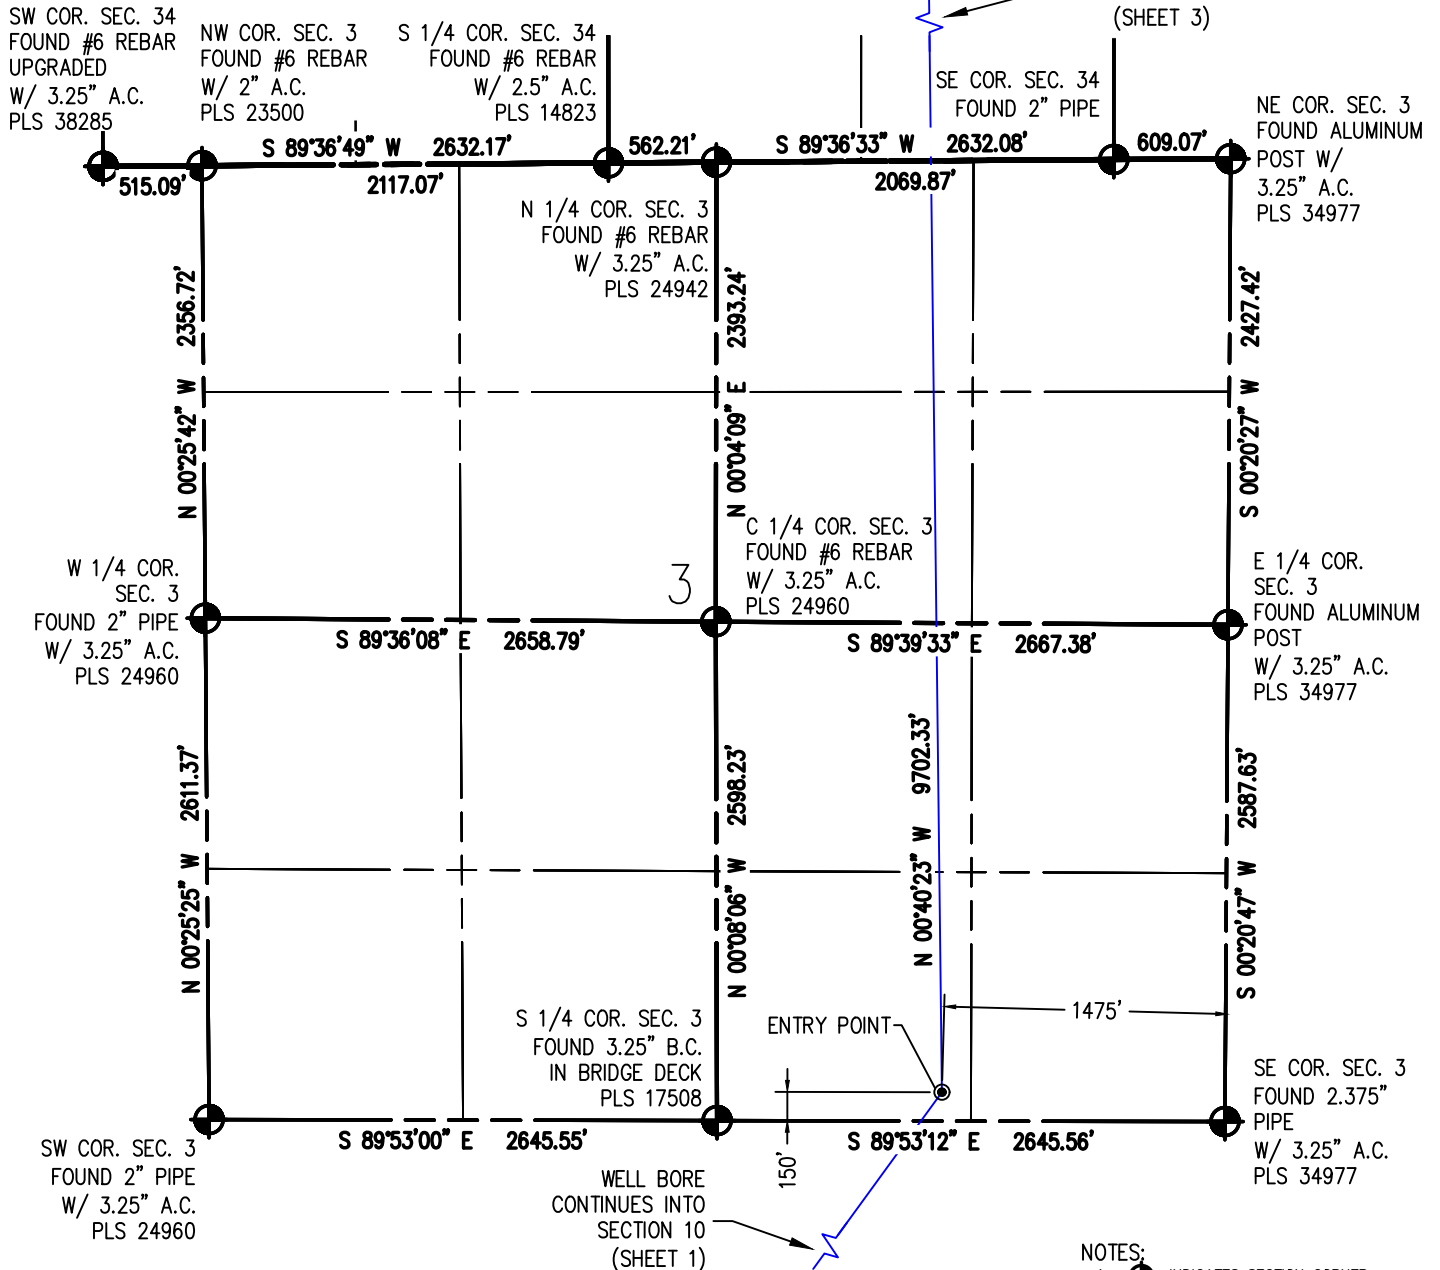 SW COR. SEC. 34
FOUND #6 REBAR
UPGRADED
W/ 3.25" A.C.
PLS 38285
NW COR. SEC. 3
FOUND #6 REBAR
W/ 2" A.C.
PLS 23500
S 1/4 COR. SEC. 34
FOUND #6 REBAR
W/ 2.5" A.C.
PLS 14823
(SHEET 3)
SE COR. SEC. 34
FOUND 2" PIPE
NE COR. SEC. 3
FOUND ALUMINUM
POST W/
3.25" A.C.
PLS 34977
S 89°36'49" W 2632.17'
562.21'
S 89°36'33" W 2632.08'
609.07'
515.09'
2117.07'
2069.87'
N 1/4 COR. SEC. 3
FOUND #6 REBAR
W/ 3.25" A.C.
PLS 24942
N 00°25'42" W 2356.72'
N 00°04'09" E 2393.24'
S 00°20'27" W 2427.42'
W 1/4 COR.
SEC. 3
FOUND 2" PIPE
W/ 3.25" A.C.
PLS 24960
3
C 1/4 COR. SEC. 3
FOUND #6 REBAR
W/ 3.25" A.C.
PLS 24960
E 1/4 COR.
SEC. 3
FOUND ALUMINUM
POST
W/ 3.25" A.C.
PLS 34977
S 89°36'08" E 2658.79'
S 89°39'33" E 2667.38'
N 00°25'25" W 2611.37'
N 00°08'06" W 2598.23'
N 00°40'23" W 9702.33'
S 00°20'47" W 2587.63'
1475'
ENTRY POINT
S 1/4 COR. SEC. 3
FOUND 3.25" B.C.
IN BRIDGE DECK
PLS 17508
SE COR. SEC. 3
FOUND 2.375"
PIPE
W/ 3.25" A.C.
PLS 34977
S 89°53'00" E 2645.55'
S 89°53'12" E 2645.56'
150'
SW COR. SEC. 3
FOUND 2" PIPE
W/ 3.25" A.C.
PLS 24960
WELL BORE
CONTINUES INTO
SECTION 10
(SHEET 1)
NOTES:
INDICATES SECTION CORNER